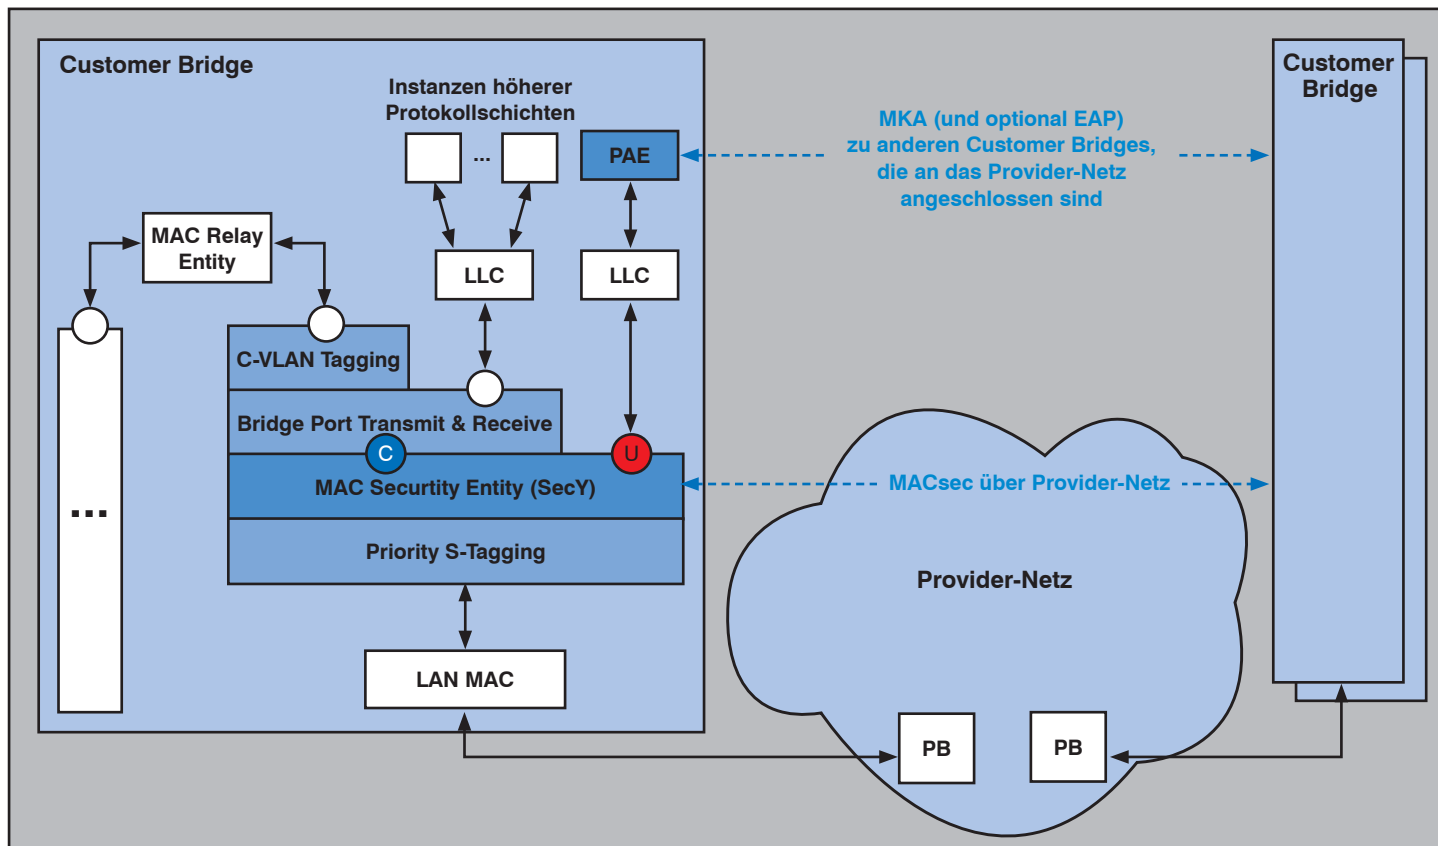 Customer Bridge
Instanzen höherer
Protokollschichten
...
PAE
MAC Relay
Entity
LLC
LLC
C-VLAN Tagging
Bridge Port Transmit & Receive
C
U
MAC Securtity Entity (SecY)
Priority S-Tagging
...
LAN MAC
MKA (und optional EAP)
zu anderen Customer Bridges,
die an das Provider-Netz
angeschlossen sind
MACsec über Provider-Netz
Provider-Netz
PB
PB
Customer
Bridge